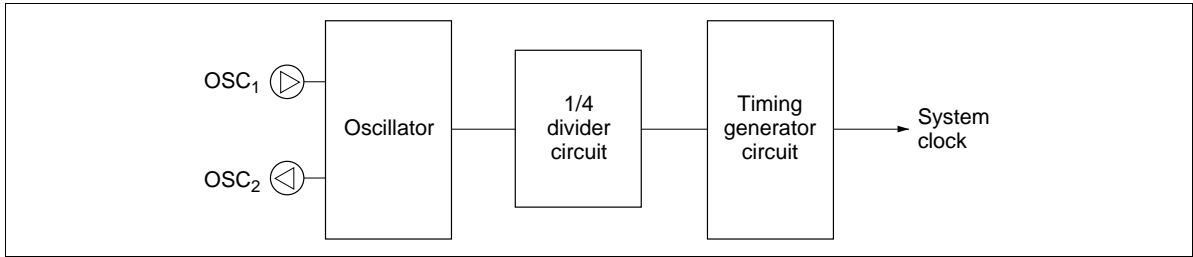 OSC₁
OSC₂
Oscillator
1/4
divider
circuit
Timing
generator
circuit
System
clock